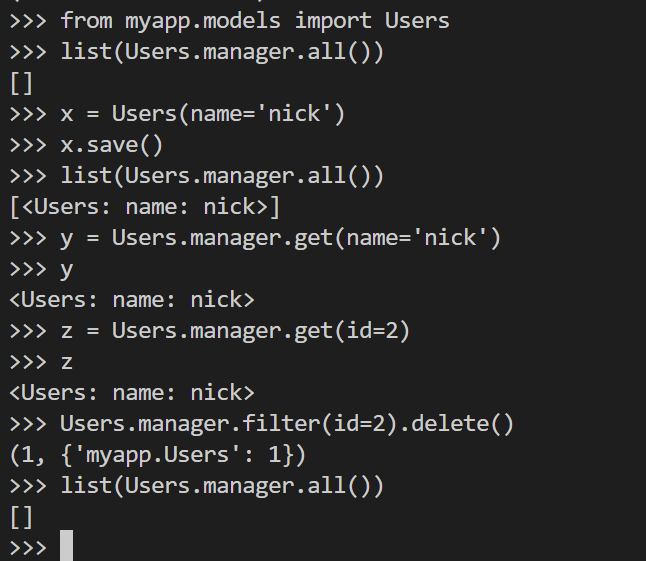 >>> from myapp.models import Users
>>> list(Users.manager.all())
[]
>>> x = Users(name='nick')
>>> x.save()
>>> list(Users.manager.all())
[<Users: name: nick>]
>>> y = Users.manager.get(name='nick')
>>> y
<Users: name: nick>
>>> z = Users.manager.get(id=2)
>>> z
<Users: name: nick>
>>> Users.manager.filter(id=2).delete()
(1, {'myapp.Users': 1})
>>> list(Users.manager.all())
[]
>>>